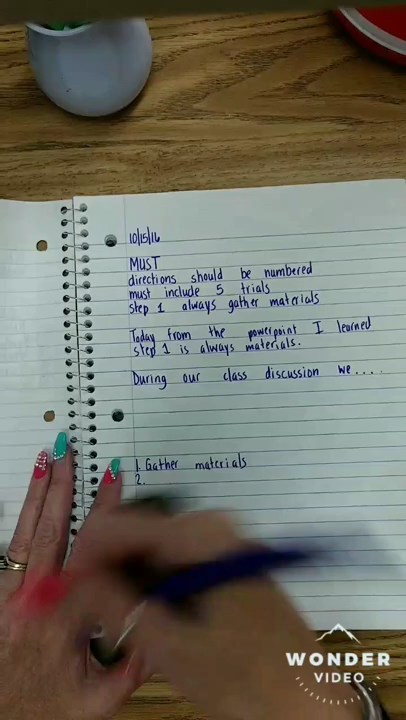 10/15/16
MUST
directions should be numbered
must include 5 trials
step 1 always gather materials
Today from the powerpoint I learned
step 1 is always materials.
During our class discussion we....
1. Gather materials
2.
WONDER
VIDEO